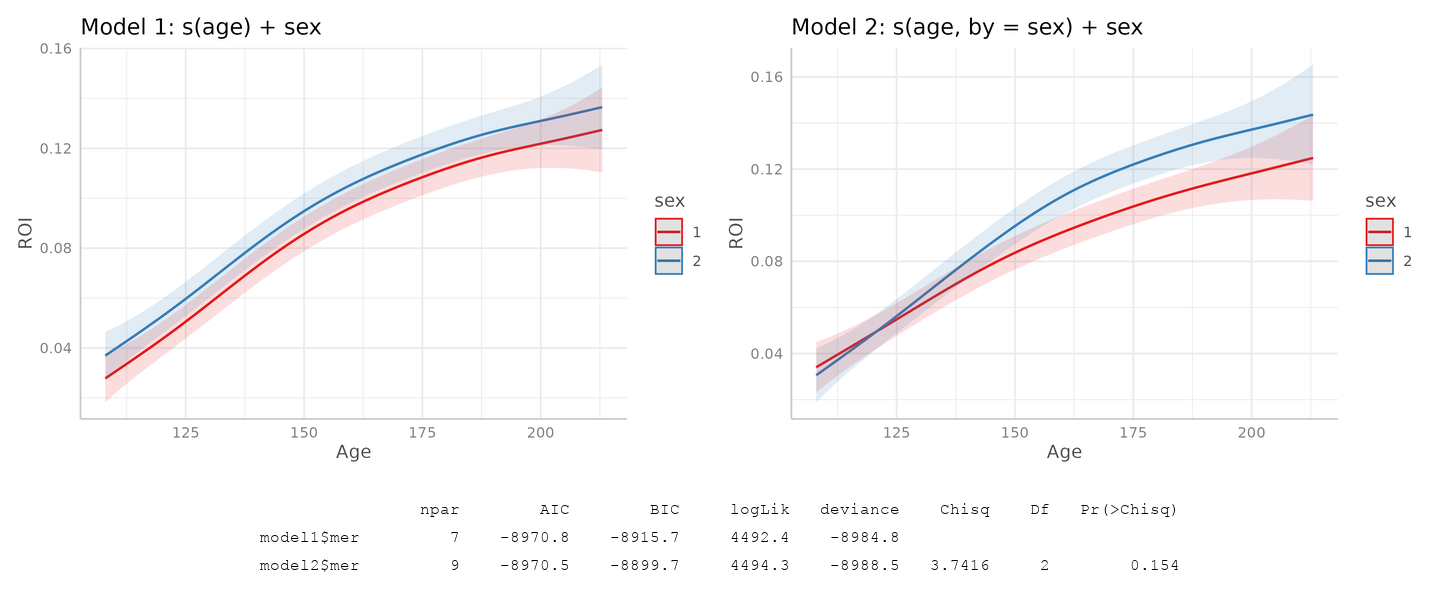 Model 1: s(age) + sex
0.16
0.12
0.08
0.04
ROI
125 150 175 200
Age
sex
1
2
Model 2: s(age, by = sex) + sex
0.16
0.12
0.08
0.04
ROI
125 150 175 200
Age
sex
1
2
npar AIC BIC logLik deviance Chisq Df Pr(>Chisq)
model1$mer 7 -8970.8 -8915.7 4492.4 -8984.8
model2$mer 9 -8970.5 -8899.7 4494.3 -8988.5 3.7416 2 0.154